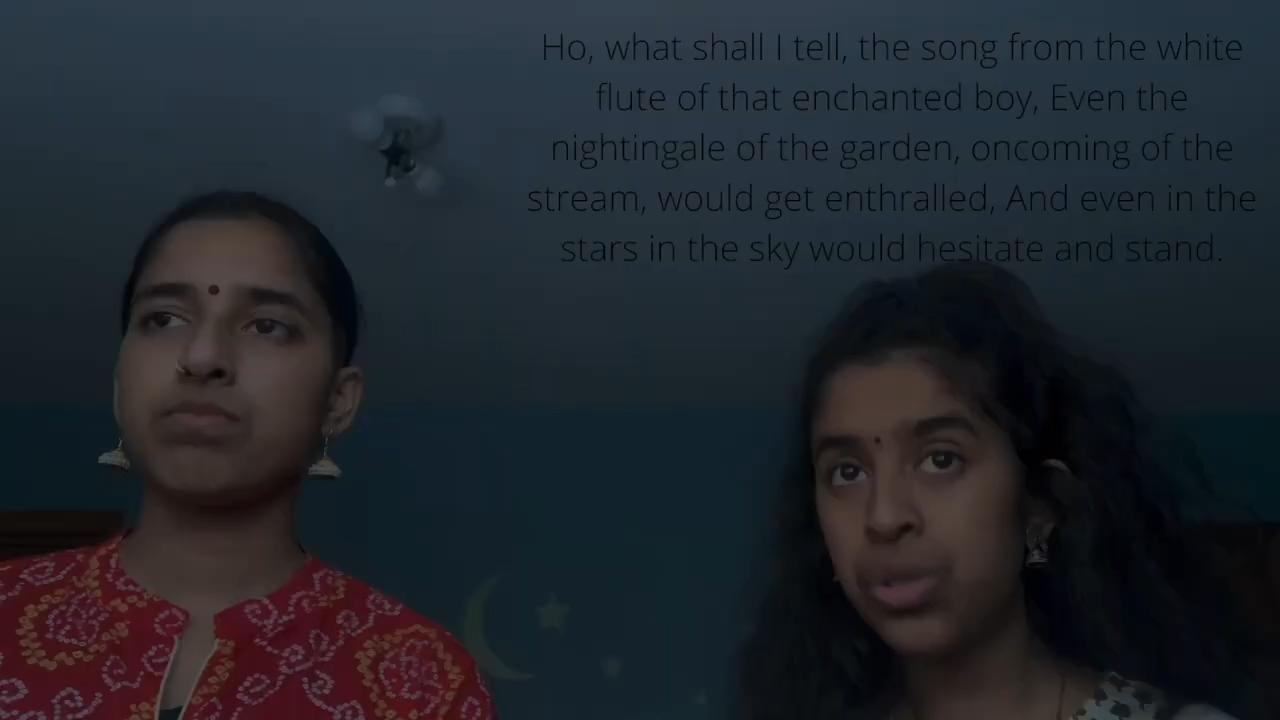 Ho, what shall I tell, the song from the white
flute of that enchanted boy, Even the
nightingale of the garden, oncoming of the
stream, would get enthralled, And even in the
stars in the sky would hesitate and stand.